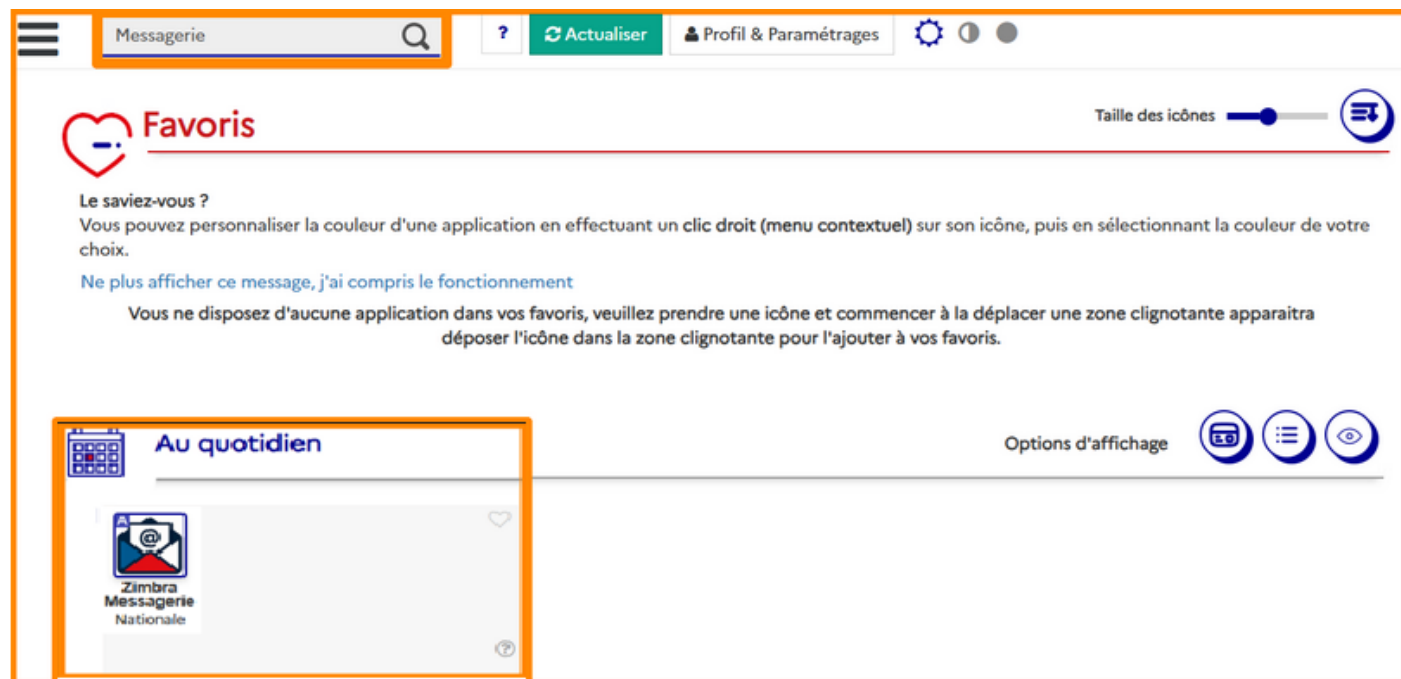 Messagerie
? Actualiser Profil & Paramétrages
Favoris
Taille des icônes
Le saviez-vous ?
Vous pouvez personnaliser la couleur d'une application en effectuant un clic droit (menu contextuel) sur son icône, puis en sélectionnant la couleur de votre
choix.
Ne plus afficher ce message, j'ai compris le fonctionnement
Vous ne disposez d'aucune application dans vos favoris, veuillez prendre une icône et commencer à la déplacer une zone clignotante apparaitra
déposer l'icône dans la zone clignotante pour l'ajouter à vos favoris.
Au quotidien
Options d'affichage
A
@
Zimbra
Messagerie
Nationale
?